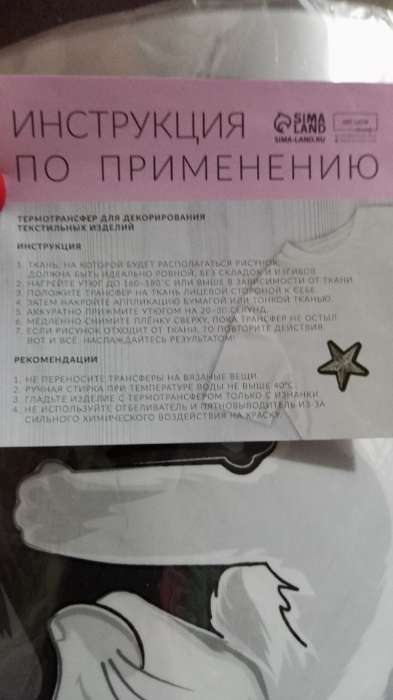 ИНСТРУКЦИЯ
SIMA
LAND
SIMA-LAND.RU
ПО ПРИМЕНЕНИЮ
ТЕРМОТРАНСФЕР ДЛЯ ДЕКОРИРОВАНИЯ
ТЕКСТИЛЬНЫХ ИЗДЕЛИЙ
ИНСТРУКЦИЯ
1. ТКАНЬ, НА КОТОРОЙ БУДЕТ РАСПОЛАГАТЬСЯ РИСУНОК,
ДОЛЖНА БЫТЬ ИДЕАЛЬНО РОВНОЙ, БЕЗ СКЛАДОК И ИЗГИБОВ.
2. НАГРЕЙТЕ УТЮГ ДО 160–180°С ИЛИ ВЫШЕ В ЗАВИСИМОСТИ ОТ ТКАНИ.
3. ПОЛОЖИТЕ ТРАНСФЕР НА ТКАНЬ ЛИЦЕВОЙ СТОРОНОЙ К СЕБЕ.
4. ЗАТЕМ НАКРОЙТЕ АППЛИКАЦИЮ БУМАГОЙ ИЛИ ТОНКОЙ ТКАНЬЮ.
5. АККУРАТНО ПРИЖМИТЕ УТЮГОМ НА 20–30 СЕКУНД.
6. МЕДЛЕННО СНИМИТЕ ПЛЁНКУ СВЕРХУ, ПОКА ТРАНСФЕР НЕ ОСТЫЛ.
7. ЕСЛИ РИСУНОК ОТХОДИТ ОТ ТКАНИ, ТО ПОВТОРИТЕ ДЕЙСТВИЯ.
ВОТ И ВСЁ. НАСЛАЖДАЙТЕСЬ РЕЗУЛЬТАТОМ!
РЕКОМЕНДАЦИИ
1. НЕ ПЕРЕНОСИТЕ ТРАНСФЕРЫ НА ВЯЗАНЫЕ ВЕЩИ.
2. РУЧНАЯ СТИРКА ПРИ ТЕМПЕРАТУРЕ ВОДЫ НЕ ВЫШЕ 40°С.
3. ГЛАДЬТЕ ИЗДЕЛИЕ С ТЕРМОТРАНСФЕРОМ ТОЛЬКО С ИЗНАНКИ.
4. НЕ ИСПОЛЬЗУЙТЕ ОТБЕЛИВАТЕЛЬ И ПЯТНОВЫВОДИТЕЛЬ ИЗ-ЗА
СИЛЬНОГО ХИМИЧЕСКОГО ВОЗДЕЙСТВИЯ НА КРАСКУ.